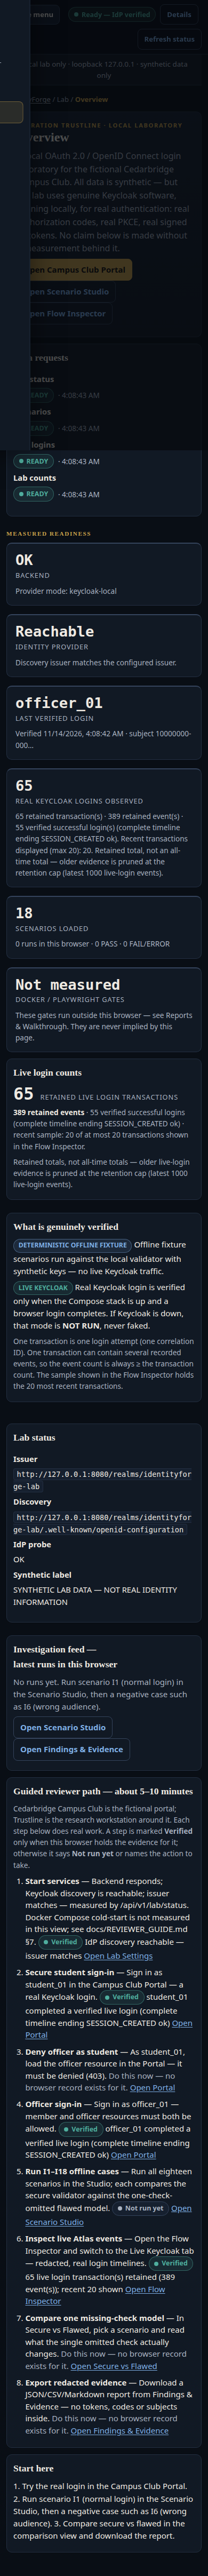 menu
Ready — IdP verified
Details
Refresh status
cal lab only · loopback 127.0.0.1 · synthetic data
only
Forge / Lab / Overview
RATION TRUSTLINE · LOCAL LABORATORY
verview
ocal OAuth 2.0 / OpenID Connect login
oratory for the fictional Cedarbridge
mpus Club. All data is synthetic — but
lab uses genuine Keycloak software,
ning locally, for real authentication: real
horization codes, real PKCE, real signed
okens. No claim is made without a
easurement behind it.
pen Campus Club Portal
pen Scenario Studio
pen Flow Inspector
requests
status
READY · 4:08:43 AM
narios
READY · 4:08:43 AM
logins
READY · 4:08:43 AM
Lab counts
READY · 4:08:43 AM
MEASURED READINESS
OK
BACKEND
Provider mode: keycloak-local
Reachable
IDENTITY PROVIDER
Discovery issuer matches the configured issuer.
officer_01
LAST VERIFIED LOGIN
Verified 11/14/2026, 4:08:42 AM · subject 10000000-
000…
65
REAL KEYCLOAK LOGINS OBSERVED
65 retained transaction(s) · 389 retained event(s) ·
55 verified successful login(s) (complete timeline
ending SESSION_CREATED ok). Recent transactions
displayed (max 20): 20. Retained total, not an all-
time total — older evidence is pruned at the
retention cap (latest 1000 live-login events).
18
SCENARIOS LOADED
0 runs in this browser · 0 PASS · 0 FAIL/ERROR
Not measured
DOCKER / PLAYWRIGHT GATES
These gates run outside this browser — see Reports
& Walkthrough. They are never implied by this
page.
Live login counts
65 RETAINED LIVE LOGIN TRANSACTIONS
389 retained events · 55 verified successful logins
(complete timeline ending SESSION_CREATED ok) ·
recent sample: 20 of at most 20 transactions shown
in the Flow Inspector.
Retained totals, not all-time totals — older live-login
evidence is pruned at the retention cap (latest 1000
live-login events).
What is genuinely verified
DETERMINISTIC OFFLINE FIXTURE Offline fixture
scenarios run against the local validator with
synthetic keys — no live Keycloak traffic.
LIVE KEYCLOAK Real Keycloak login is verified
only when the Compose stack is up and a
browser login completes. If Keycloak is down,
that mode is NOT RUN, never faked.
One transaction is one login attempt (one correlation
ID). One transaction can contain several recorded
events, so the event count is always ≥ the transaction
count. The sample shown in the Flow Inspector holds
the 20 most recent transactions.
Lab status
Issuer
http://127.0.0.1:8080/realms/identityfor
ge-lab
Discovery
http://127.0.0.1:8080/realms/identityfor
ge-lab/.well-known/openid-configuration
IdP probe
OK
Synthetic label
SYNTHETIC LAB DATA — NOT REAL IDENTITY
INFORMATION
Investigation feed —
latest runs in this browser
No runs yet. Run scenario I1 (normal login) in
the Scenario Studio, then a negative case such
as I6 (wrong audience).
Open Scenario Studio
Open Findings & Evidence
Guided reviewer path — about 5–10 minutes
Cedarbridge Campus Club is the fictional portal;
Trustline is the research workstation around it. Each
step below does real work. A step is marked Verified
only when this browser holds the evidence for it;
otherwise it says Not run yet or names the action to
take.
1. Start services — Backend responds;
Keycloak discovery is reachable; issuer
matches — measured by /api/v1/lab/status.
Docker Compose cold-start is not measured
in this view; see docs/REVIEWER_GUIDE.md
§7. Verified IdP discovery reachable —
issuer matches Open Lab Settings
2. Secure student sign-in — Sign in as
student_01 in the Campus Club Portal — a
real Keycloak login. Verified student_01
completed a verified live login (complete
timeline ending SESSION_CREATED ok) Open
Portal
3. Deny officer as student — As student_01,
load the officer resource in the Portal — it
must be denied (403). Do this now — no
browser record exists for it. Open Portal
4. Officer sign-in — Sign in as officer_01 —
member and officer resources must both be
allowed. Verified officer_01 completed a
verified live login (complete timeline ending
SESSION_CREATED ok) Open Portal
5. Run I1–I18 offline cases — Run all eighteen
scenarios in the Studio; each compares the
secure validator against the one-check-
omitted flawed model. Not run yet Open
Scenario Studio
6. Inspect live Atlas events — Open the Flow
Inspector and switch to the Live Keycloak tab
— redacted, real login timelines. Verified
65 live login transaction(s) retained (389
event(s)); recent 20 shown Open Flow
Inspector
7. Compare one missing-check model — In
Secure vs Flawed, pick a scenario and read
what the single omitted check actually
changes. Do this now — no browser record
exists for it. Open Secure vs Flawed
8. Export redacted evidence — Download a
JSON/CSV/Markdown report from Findings &
Evidence — no tokens, codes or subjects
inside. Do this now — no browser record
exists for it. Open Findings & Evidence
Start here
1. Try the real login in the Campus Club Portal.
2. Run scenario I1 (normal login) in the Scenario
Studio, then a negative case such as I6 (wrong
audience). 3. Compare secure vs flawed in the
comparison view and download the report.